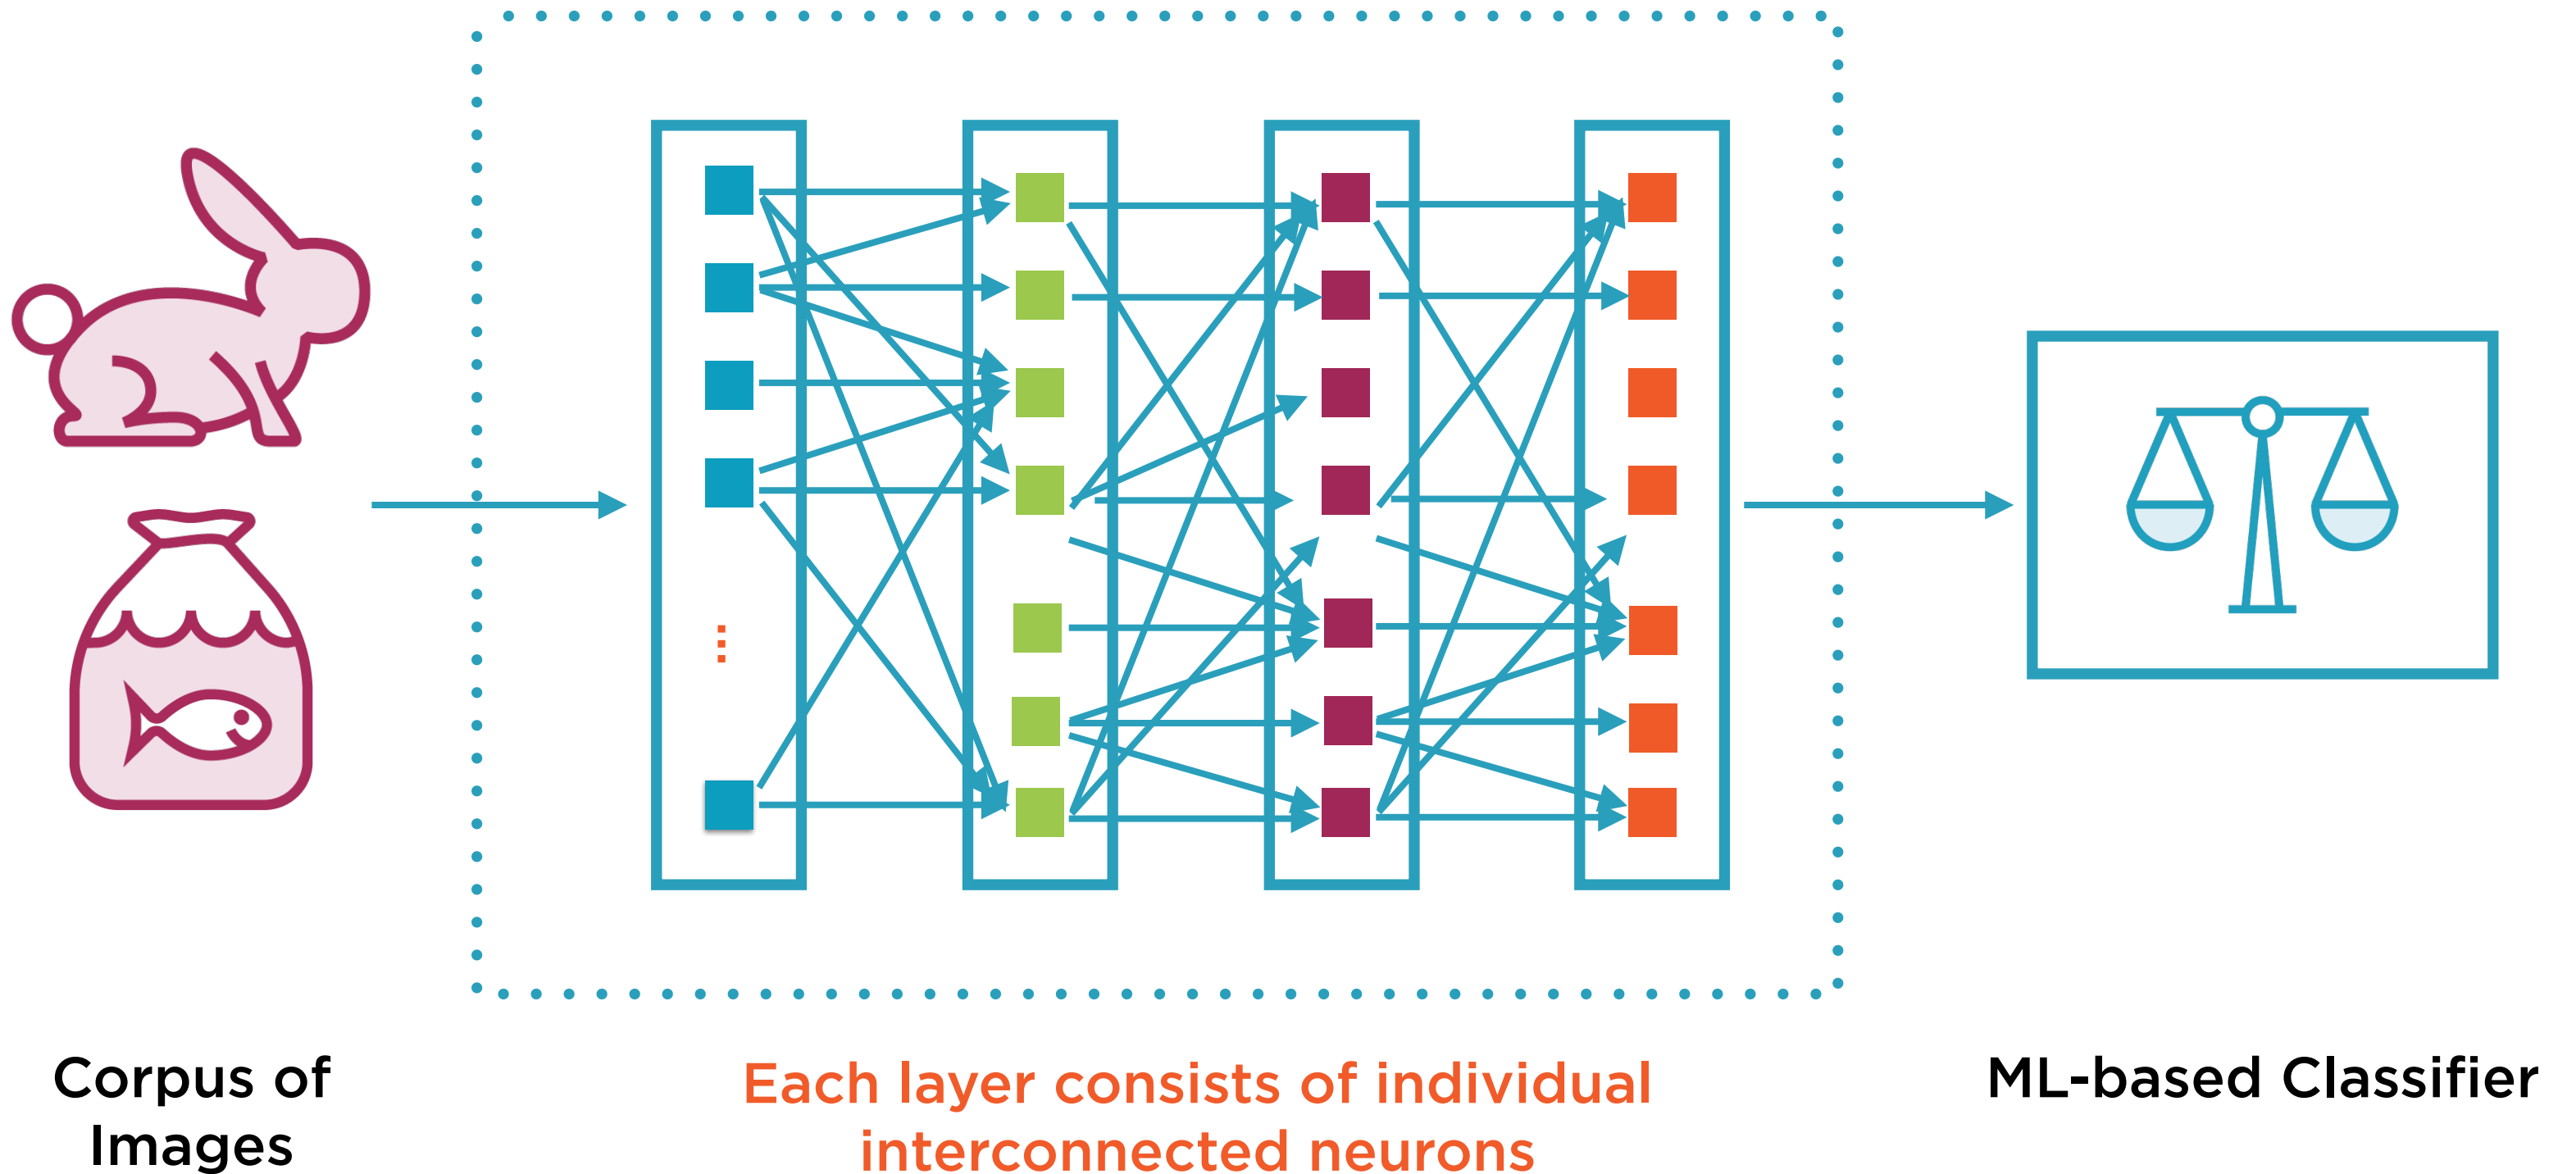 Corpus of
Images
Each layer consists of individual
interconnected neurons
ML-based Classifier